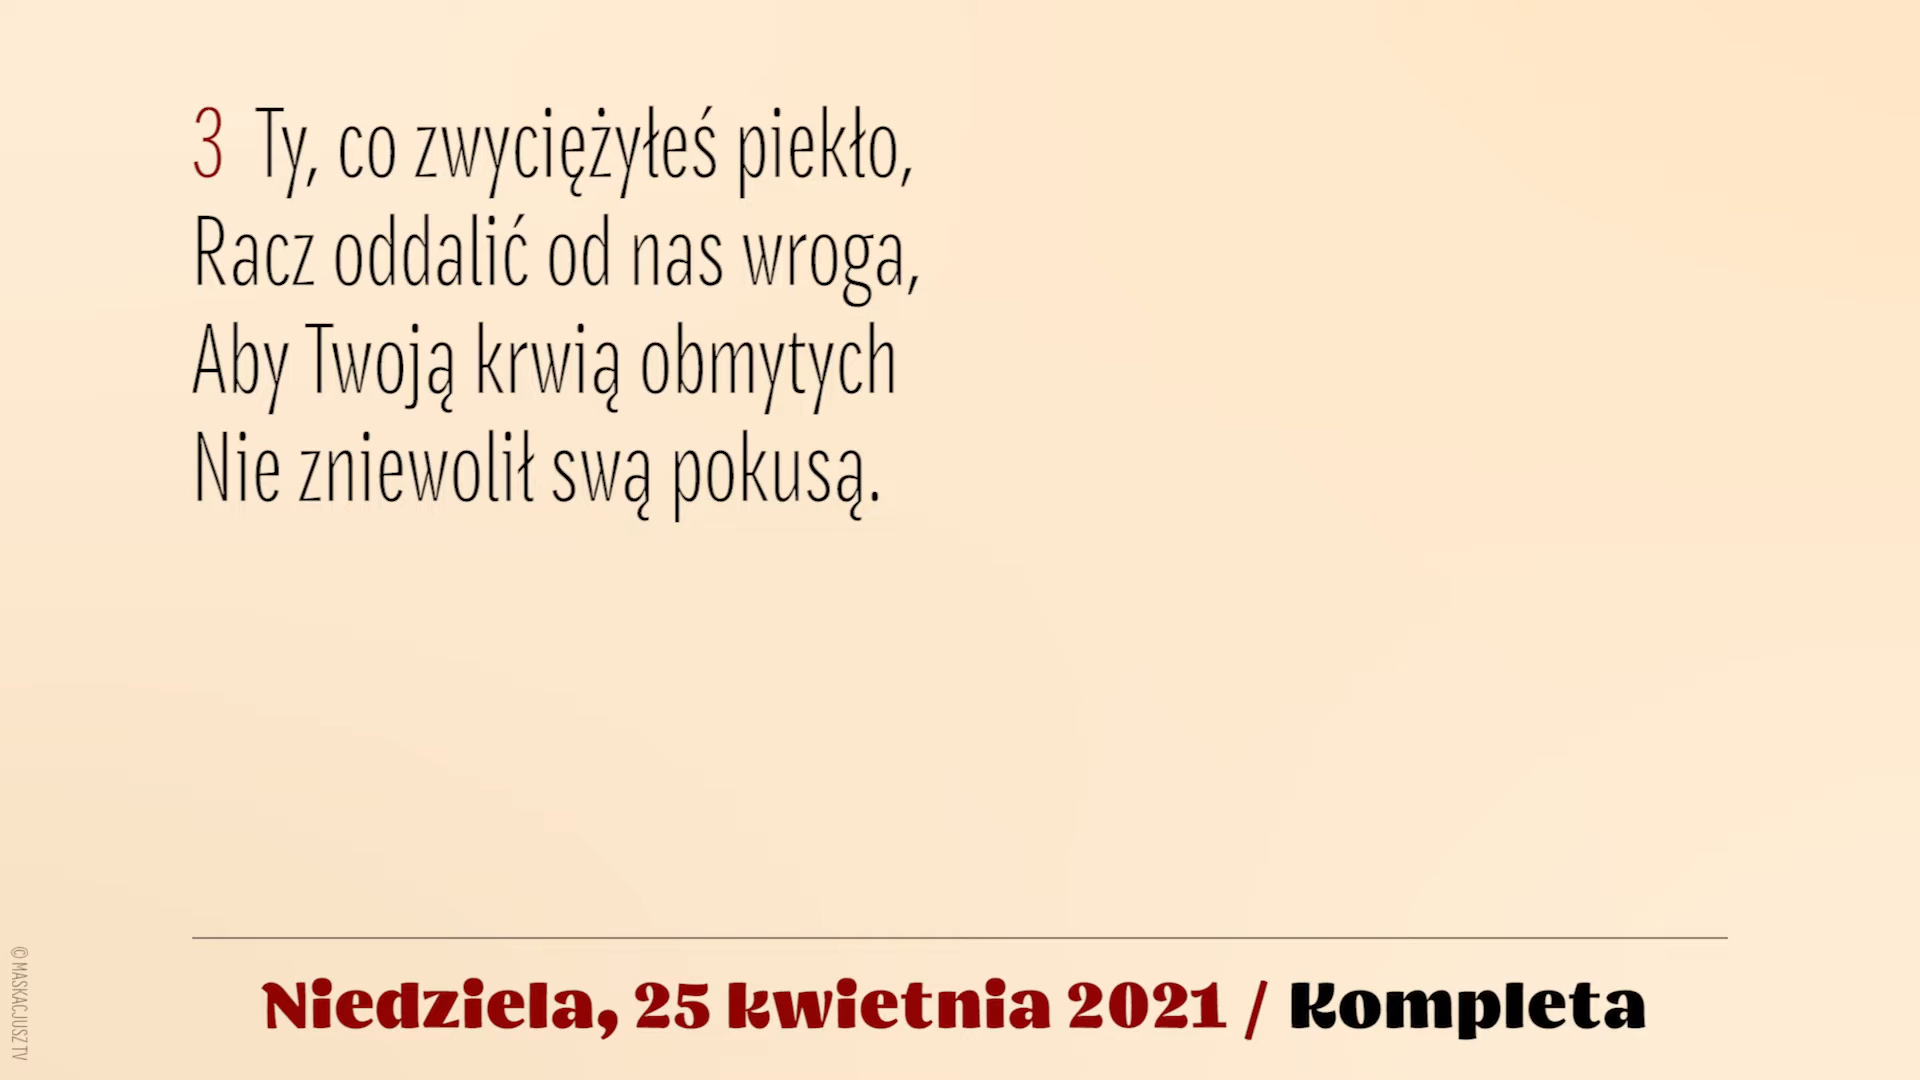 3 Ty, co zwyciężyłeś piekło,
Racz oddalić od nas wroga,
Aby Twoją krwią obmytych
Nie zniewolił swą pokusą.
Niedziela, 25 kwietnia 2021 / Kompleta
© MASKACJUSZ TV